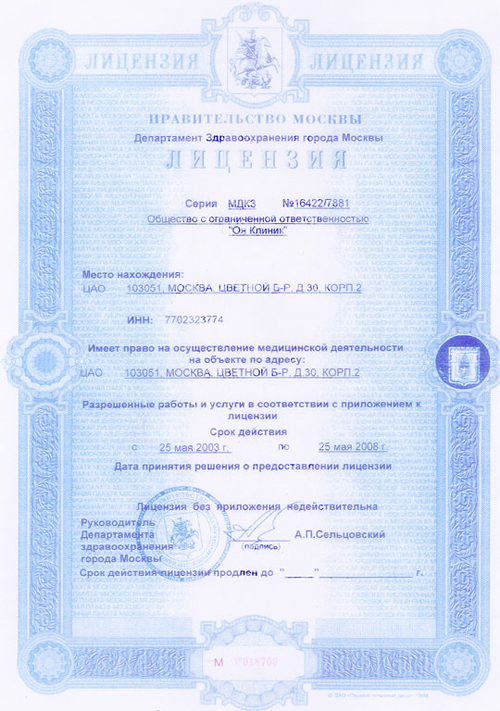 ЛИЦЕНЗИЯ ЛИЦЕНЗИЯ
ПРАВИТЕЛЬСТВО МОСКВЫ
Департамент Здравоохранения города Москвы
ЛИЦЕНЗИЯ
Серия МДКЗ №16422/7881
Общество с ограниченной ответственностью
"Он Клиник"
Место нахождения:
ЦАО 103051, МОСКВА, ЦВЕТНОЙ Б-Р, Д.30, КОРП.2
ИНН: 7702323774
Имеет право на осуществление медицинской деятельности
на объекте по адресу:
ЦАО 103051, МОСКВА, ЦВЕТНОЙ Б-Р, Д.30, КОРП.2
Разрешенные работы и услуги в соответствии с приложением к
лицензии
Срок действия
с 25 мая 2003 г. по 25 мая 2008 г.
Дата принятия решения о предоставлении лицензии
Лицензия без приложения недействительна
Руководитель
Департамента
здравоохранения
города Москвы
А.П.Сельцовский
(подпись)
Срок действия лицензии продлен до "____" ______________ г.
М